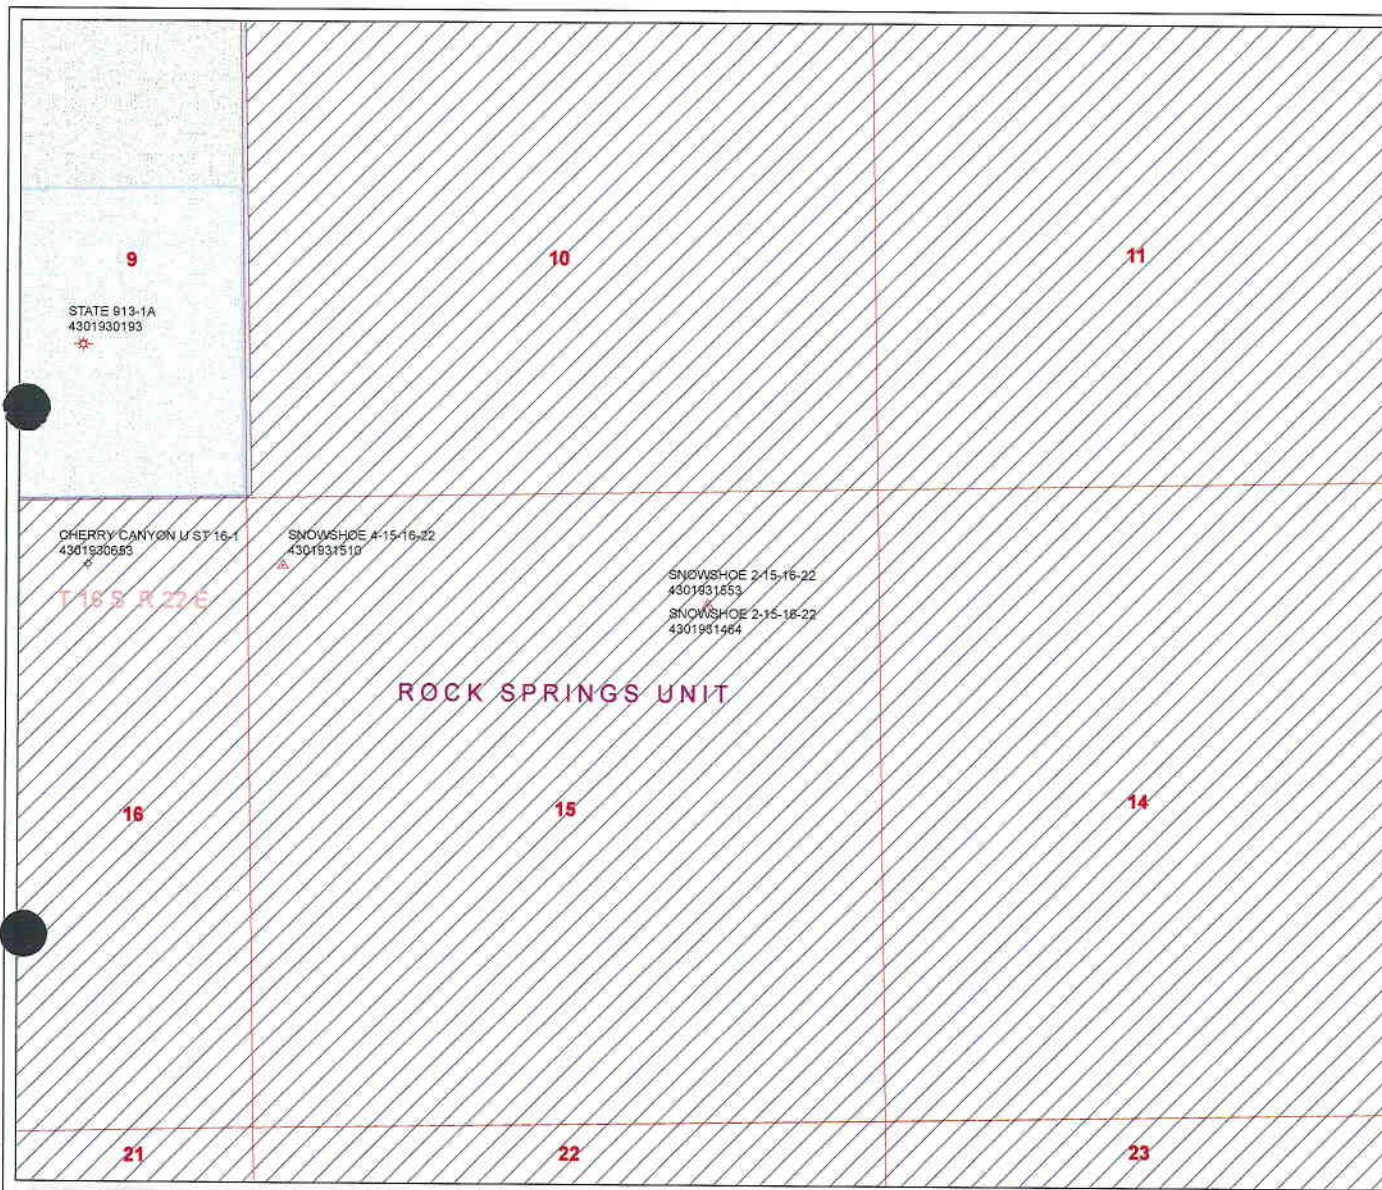 9
10
11
STATE 913-1A
4301930193
CHERRY CANYON U ST 16-1
4301930653
SNOWSHOE 4-15-16-22
4301931510
T 16 S R 22 E
SNOWSHOE 2-15-16-22
4301931553
SNOWSHOE 2-15-16-22
4301931464
ROCK SPRINGS UNIT
16
15
14
21
22
23